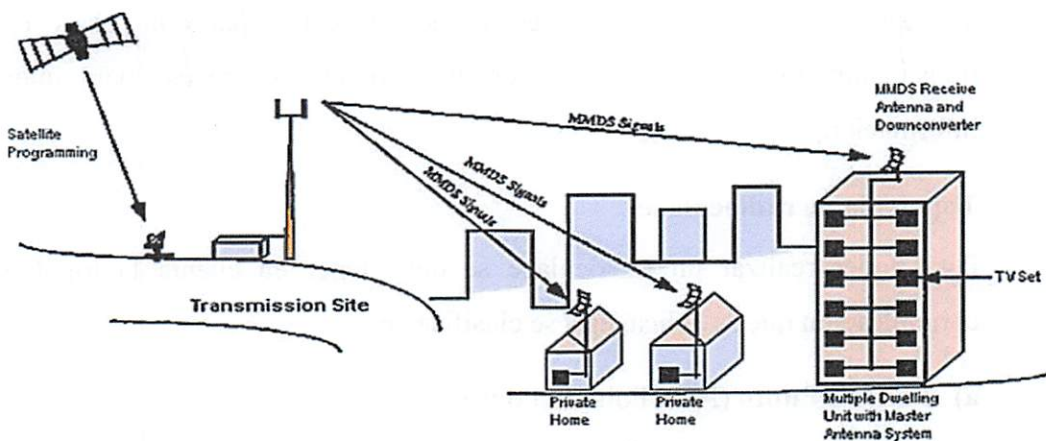 Satellite
Programming
MMDS Signals
MMDS Signals
MMDS Signals
MMDS Receive
Antenna and
Downconverter
Transmission Site
TV Set
Private
Home
Private
Home
Multiple Dwelling
Unit with Master
Antenna System